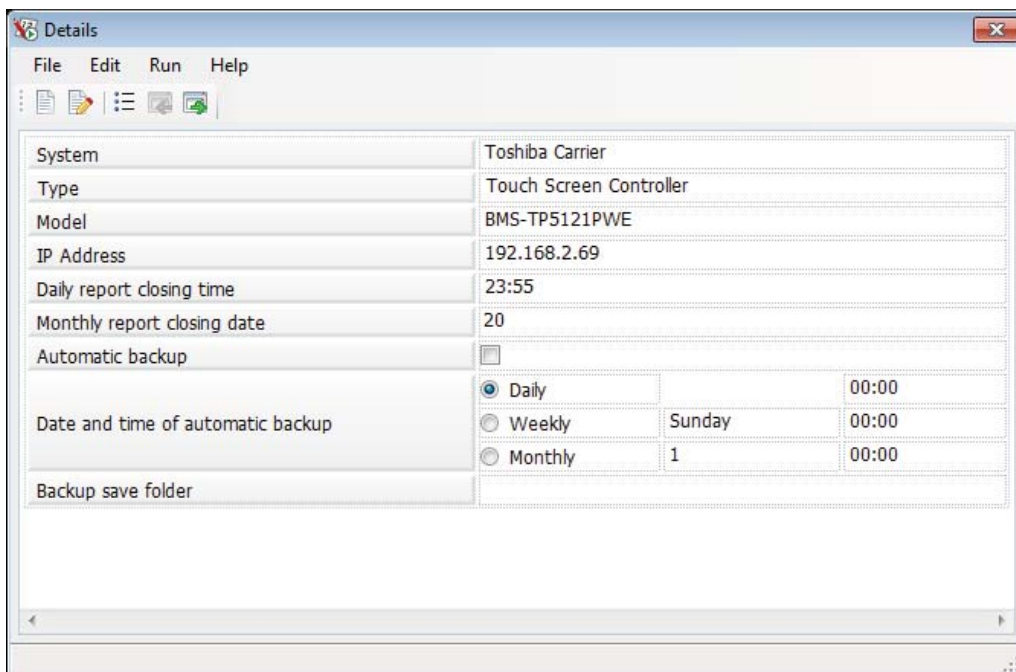 Details
File Edit Run Help
System Toshiba Carrier
Type Touch Screen Controller
Model BMS-TP5121PWE
IP Address 192.168.2.69
Daily report closing time 23:55
Monthly report closing date 20
Automatic backup
Date and time of automatic backup
Daily 00:00
Weekly Sunday 00:00
Monthly 1 00:00
Backup save folder